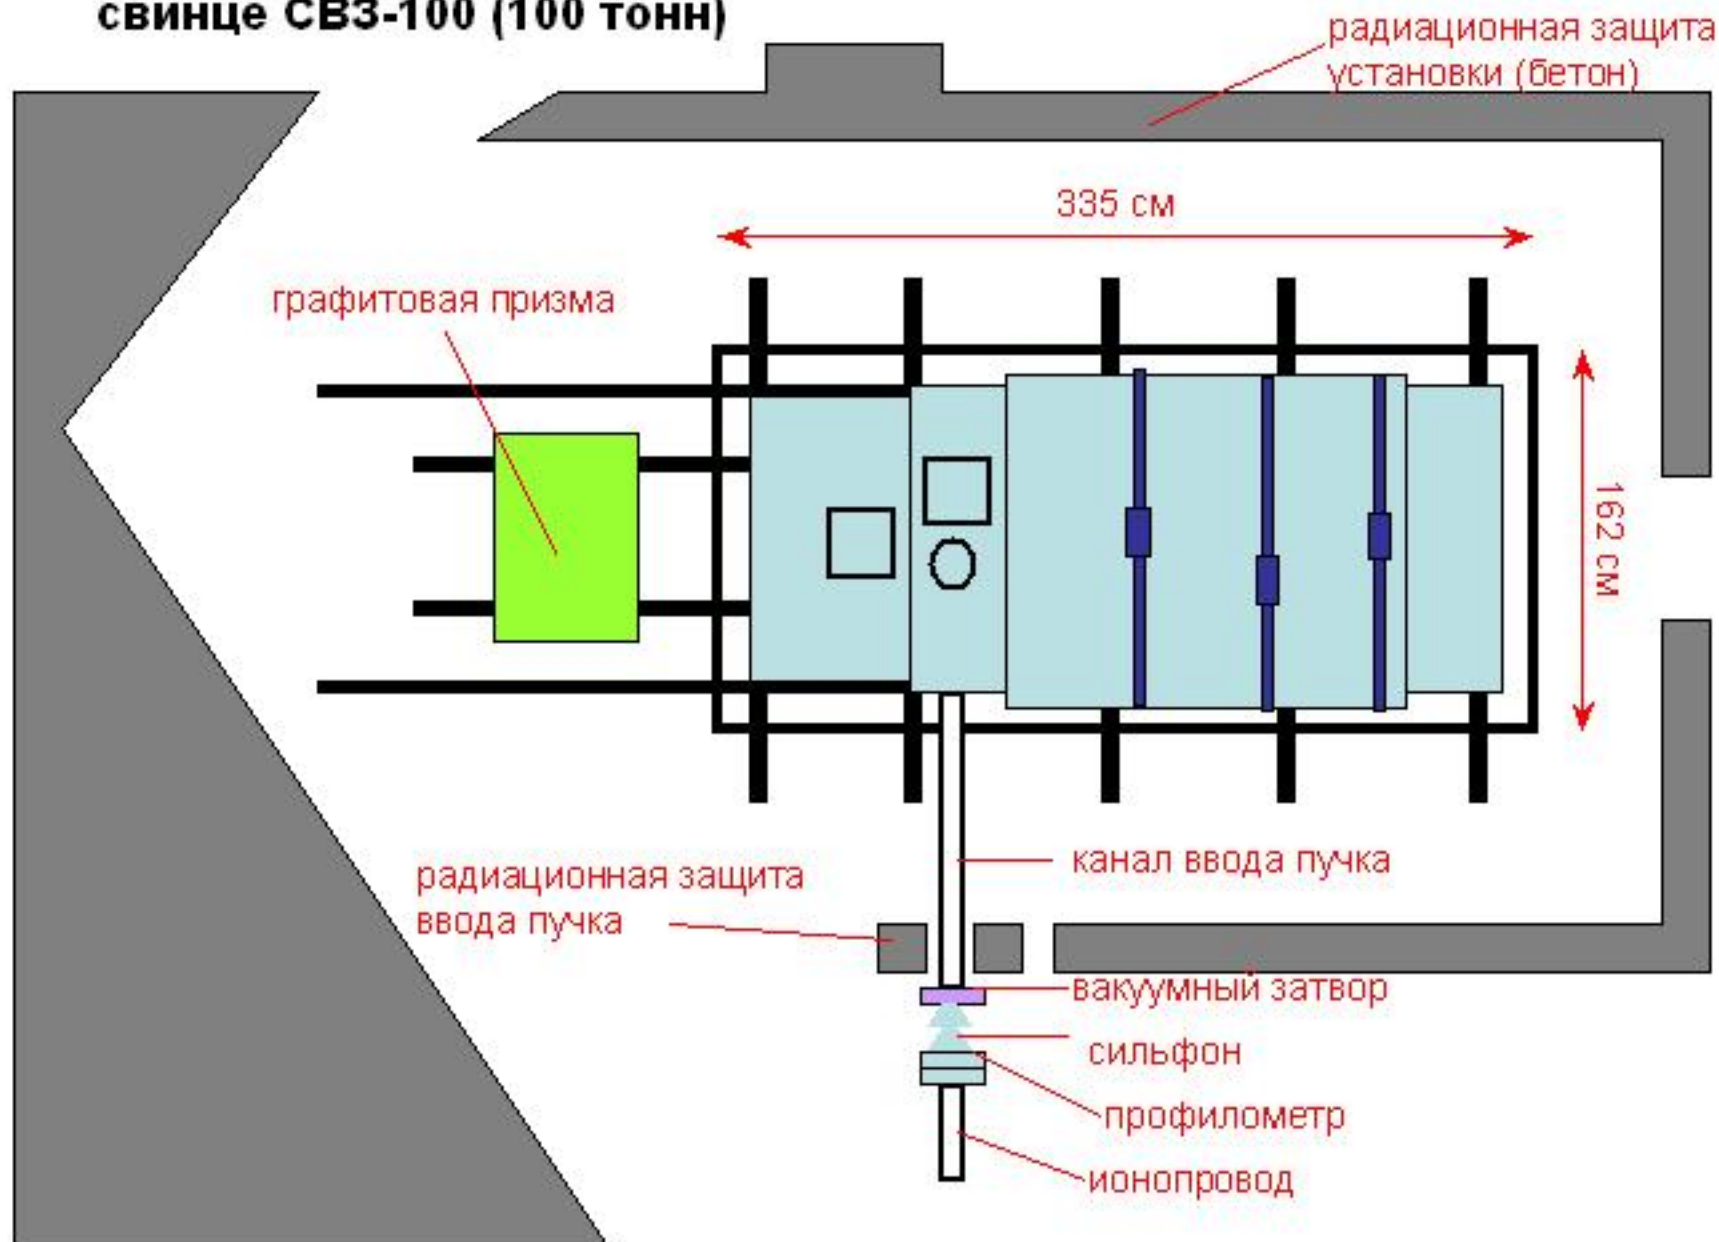 свинце СВЗ-100 (100 тонн)
радиационная защита
установки (бетон)
335 см
графитовая призма
162 см
радиационная защита
ввода пучка
канал ввода пучка
вакуумный затвор
сильфон
профилометр
ионопровод